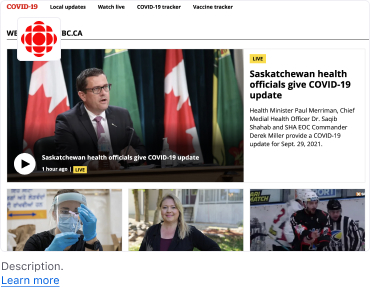 COVID-19 Local updates Watch live COVID-19 tracker Vaccine tracker
WE BC.CA
LIVE
Saskatchewan health
officials give COVID-19
update
Health Minister Paul Merriman, Chief
Medial Health Officer Dr. Saqib
Shahab and SHA EOC Commander
Derek Miller provide a COVID-19
update for Sept. 29, 2021.
Saskatchewan health officials give COVID-19 update
1 hour ago | LIVE
Description.
Learn more